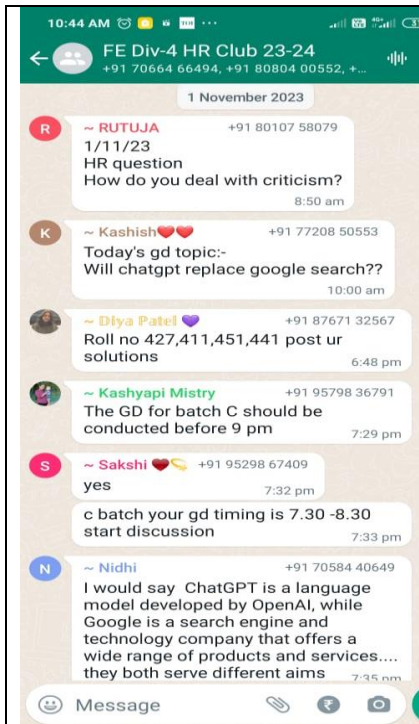 10:44 AM
FE Div-4 HR Club 23-24
+91 70664 66494, +91 80804 00552, +...
1 November 2023
R
~ RUTUJA +91 80107 58079
1/11/23
HR question
How do you deal with criticism?
8:50 am
K
~ Kashish❤️❤️ +91 77208 50553
Today's gd topic:-
Will chatgpt replace google search??
10:00 am
~ Diya Patel 💜 +91 87671 32567
Roll no 427,411,451,441 post ur
solutions
6:48 pm
~ Kashyapi Mistry +91 95798 36791
The GD for batch C should be
conducted before 9 pm
7:29 pm
S
~ Sakshi ❤️💫 +91 95298 67409
yes
7:32 pm
c batch your gd timing is 7.30 -8.30
start discussion
7:33 pm
N
~ Nidhi +91 70584 40649
I would say ChatGPT is a language
model developed by OpenAI, while
Google is a search engine and
technology company that offers a
wide range of products and services....
they both serve different aims
7:35 pm
Message